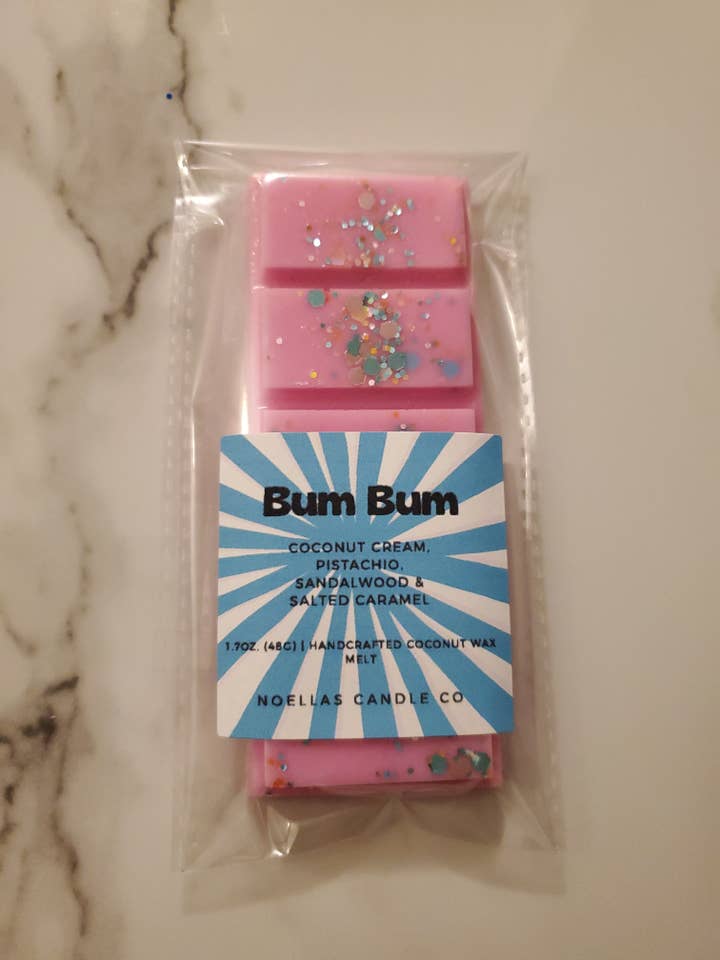 Bum Bum
COCONUT CREAM,
PISTACHIO,
SANDALWOOD &
SALTED CARAMEL
1.7OZ. (48G) | HANDCRAFTED COCONUT WAX
MELT
NOELLAS CANDLE CO